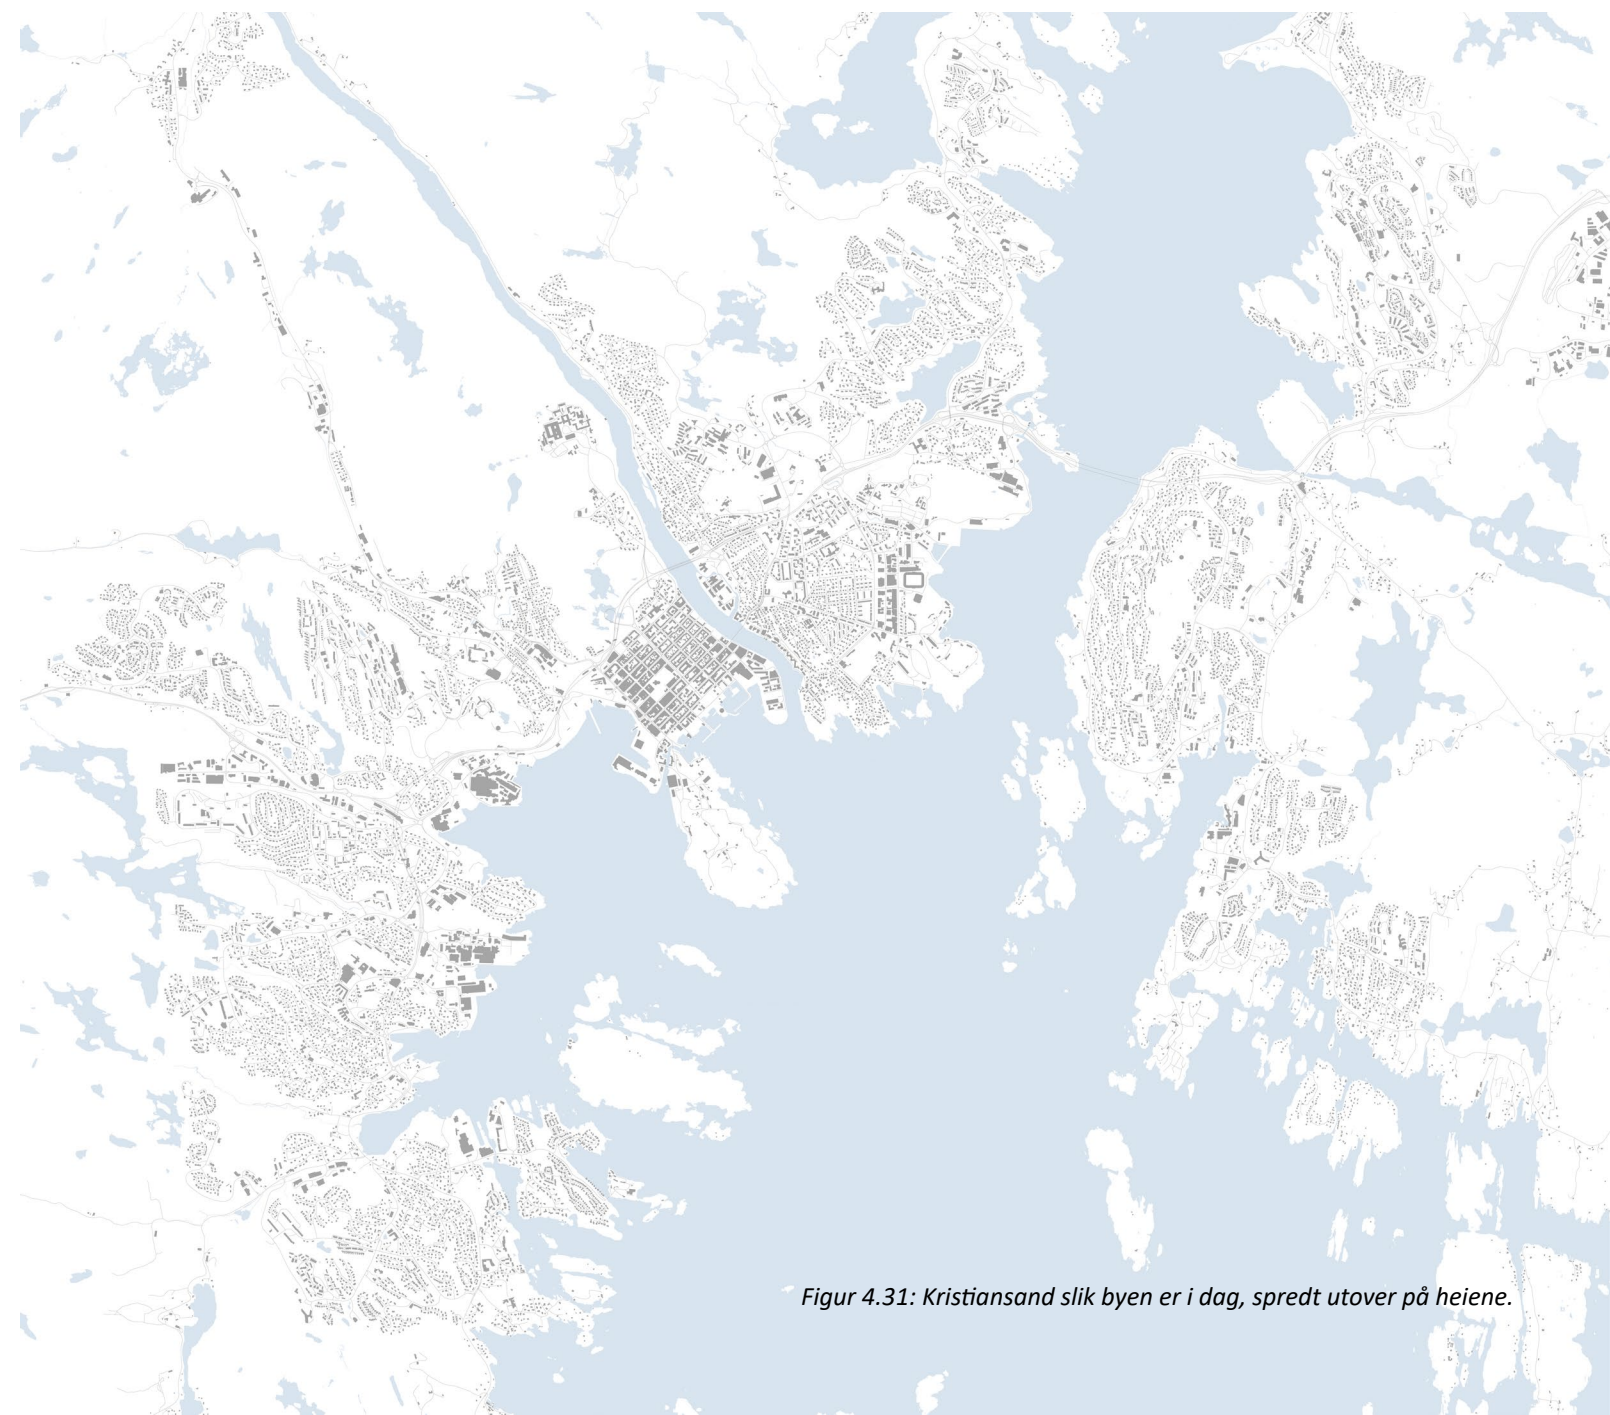 Figur 4.31: Kristiansand slik byen er i dag, spredt utover på heiene.